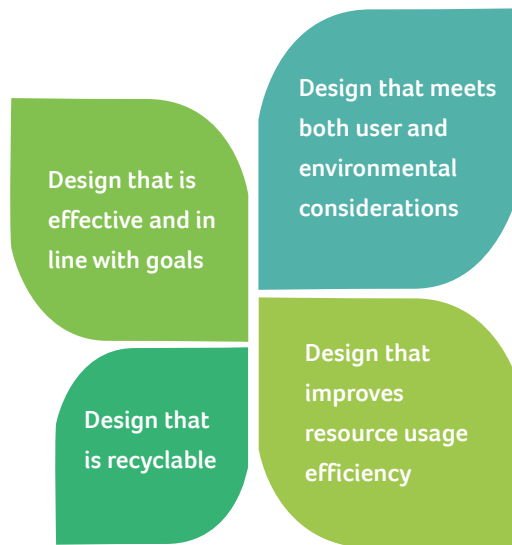 Design that meets
both user and
environmental
considerations
Design that is
effective and in
line with goals
Design that
improves
resource usage
efficiency
Design that
is recyclable